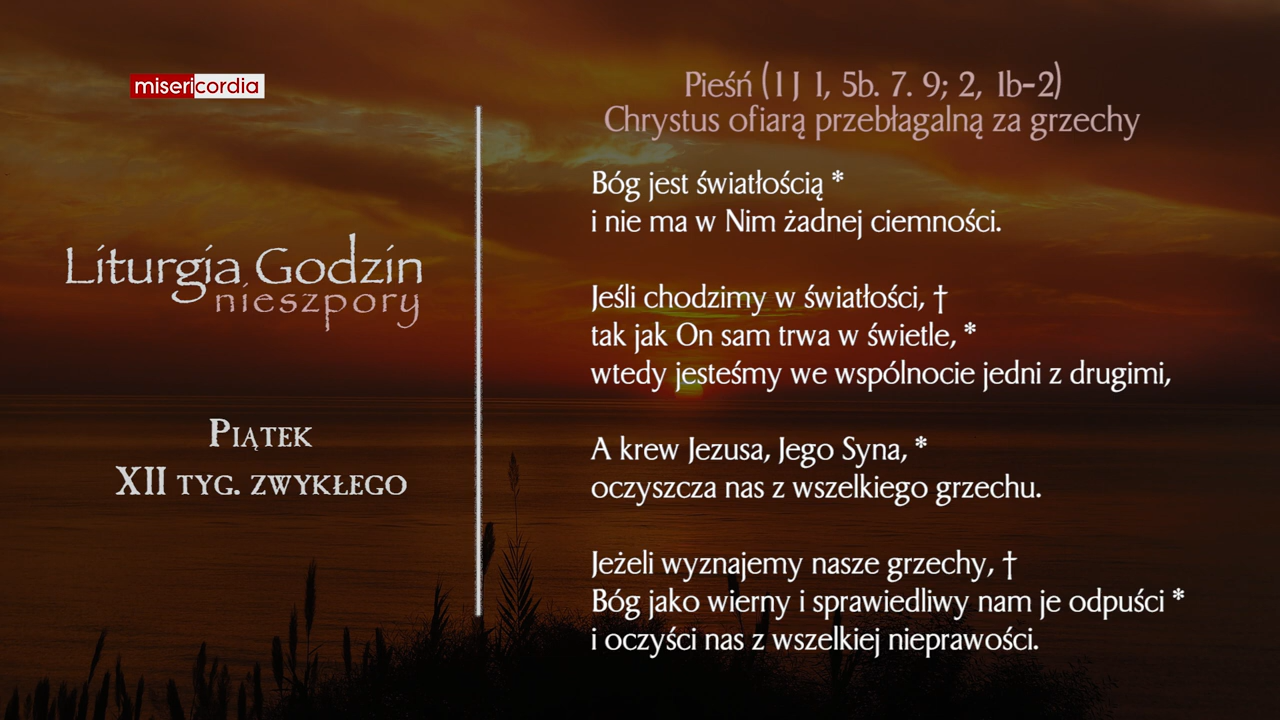 misericordia
Liturgia Godzin
nieszpory
Piątek
XII tyg. zwykłego
Pieśń (1 J 1, 5b. 7. 9; 2, 1b-2)
Chrystus ofiarą przebłagalną za grzechy
Bóg jest światłością *
i nie ma w Nim żadnej ciemności.
Jeśli chodzimy w światłości, †
tak jak On sam trwa w świetle, *
wtedy jesteśmy we wspólnocie jedni z drugimi,
A krew Jezusa, Jego Syna, *
oczyszcza nas z wszelkiego grzechu.
Jeżeli wyznajemy nasze grzechy, †
Bóg jako wierny i sprawiedliwy nam je odpuści *
i oczyści nas z wszelkiej nieprawości.